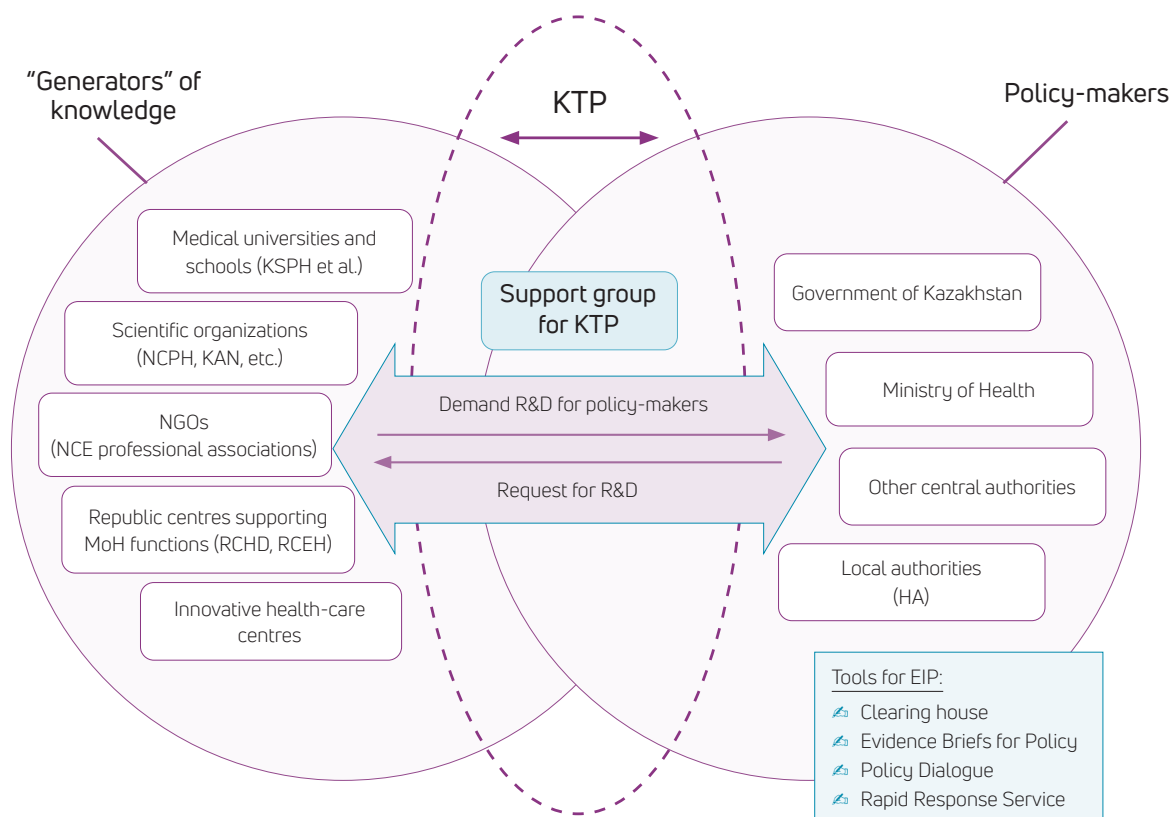 “Generators” of
knowledge
KTP
Policy-makers
Medical universities and
schools (KSPH et al.)
Scientific organizations
(NCPH, KAN, etc.)
NGOs
(NCE professional associations)
Republic centres supporting
MoH functions (RCHD, RCEH)
Innovative health-care
centres
Support group
for KTP
Demand R&D for policy-makers
Request for R&D
Government of Kazakhstan
Ministry of Health
Other central authorities
Local authorities
(HA)
Tools for EIP:
Clearing house
Evidence Briefs for Policy
Policy Dialogue
Rapid Response Service